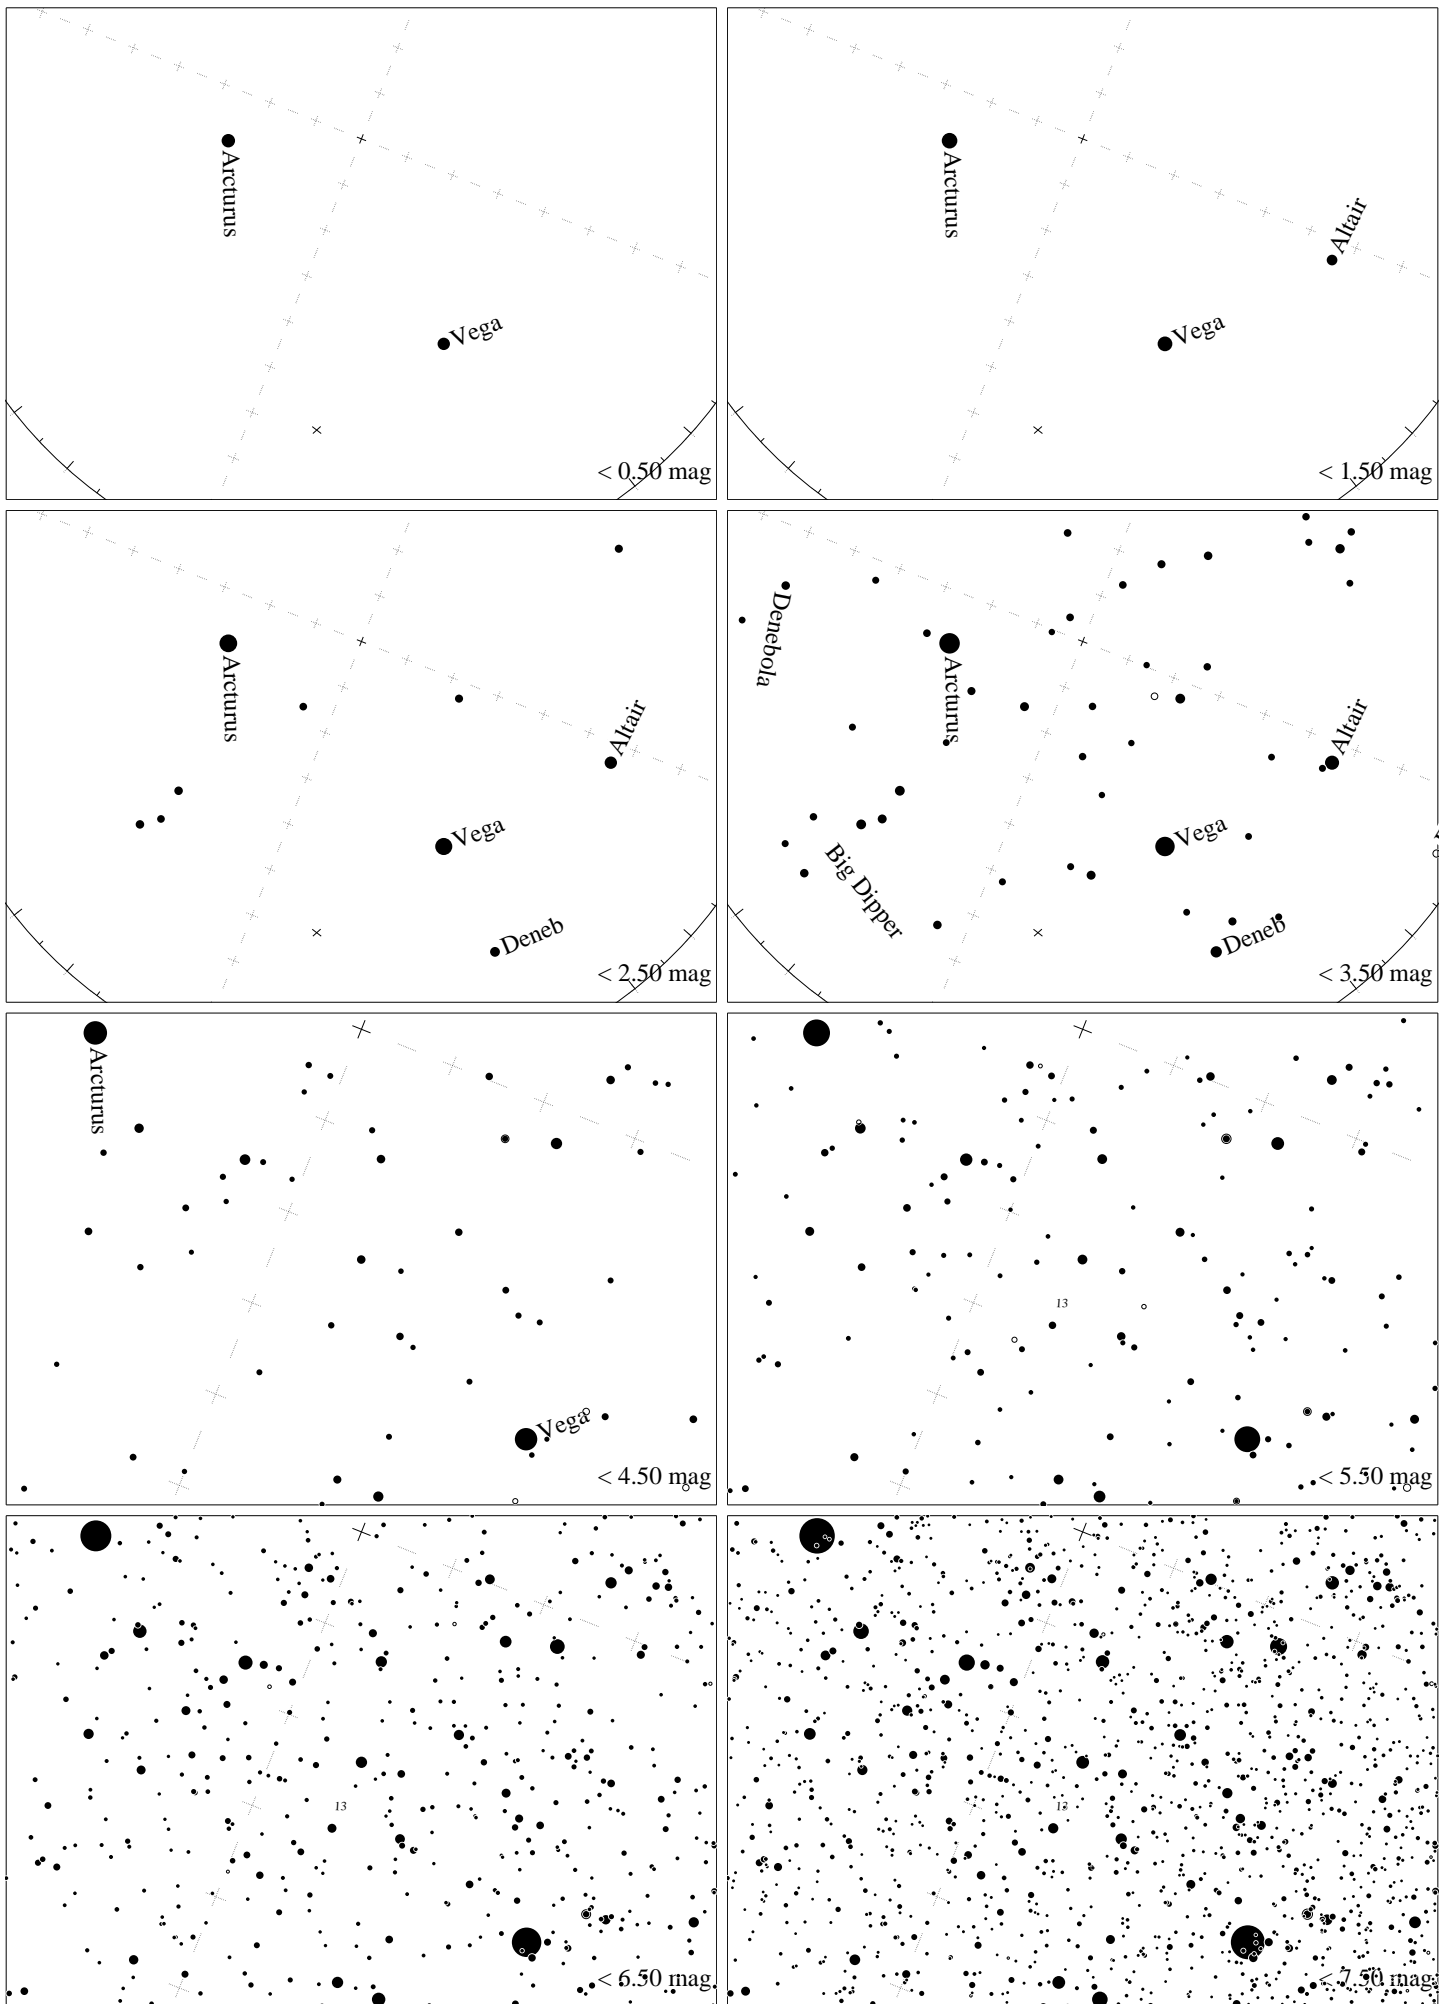 Arcturus
Vega
< 0.50 mag
Arcturus
Altair
Vega
< 1.50 mag
Arcturus
Altair
Vega
Deneb
< 2.50 mag
Denebola
Arcturus
Altair
Vega
Big Dipper
Deneb
< 3.50 mag
Arcturus
Vega
< 4.50 mag
13
< 5.50 mag
13
< 6.50 mag
13
< 7.50 mag